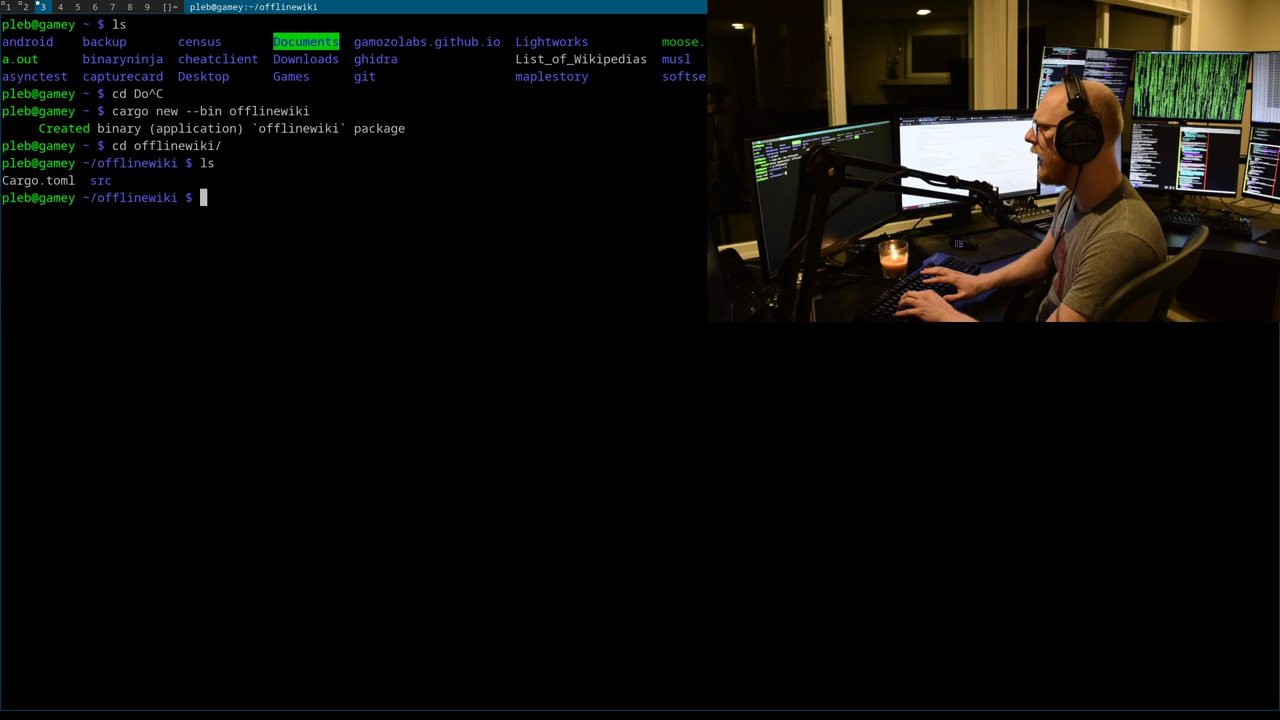 1 2 3 4 5 6 7 8 9 []= pleb@gamey:~/offlinewiki
pleb@gamey ~ $ ls
android backup census Documents gamozolabs.github.io Lightworks moose.
a.out binaryninja cheatclient Downloads ghidra List_of_Wikipedias musl
asynctest capturecard Desktop Games git maplestory softse
pleb@gamey ~ $ cd Do^C
pleb@gamey ~ $ cargo new --bin offlinewiki
Created binary (application) `offlinewiki` package
pleb@gamey ~ $ cd offlinewiki/
pleb@gamey ~/offlinewiki $ ls
Cargo.toml src
pleb@gamey ~/offlinewiki $